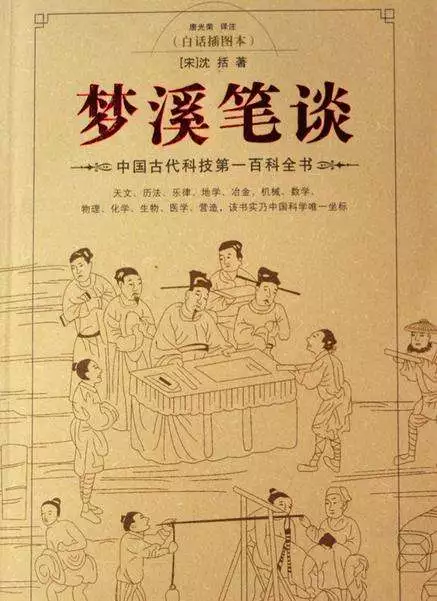 唐光荣 译注
(白话插图本)
[宋]沈 括 著
梦溪笔谈
中国古代科技第一百科全书
天文、历法、乐律、地学、冶金、机械、数学、
物理、化学、生物、医学、营造，该书实乃中国科学唯一坐标